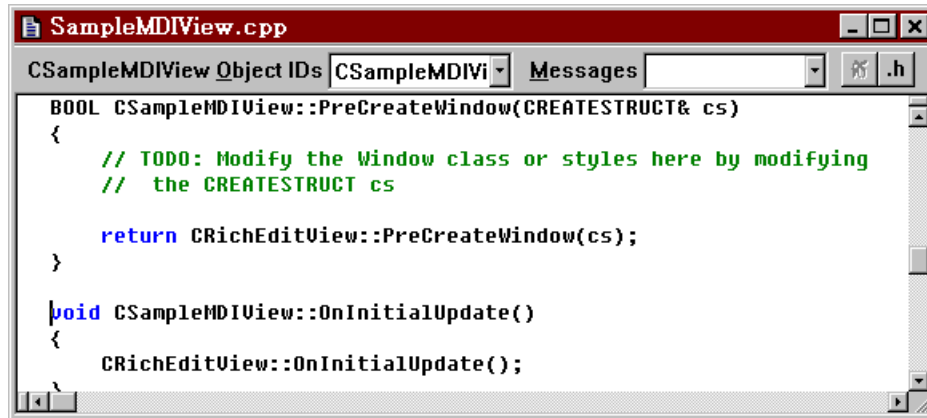 SampleMDIView.cpp
CSampleMDIView Object IDs CSampleMDIVi Messages .h
BOOL CSampleMDIView::PreCreateWindow(CREATESTRUCT& cs)
{
// TODO: Modify the Window class or styles here by modifying
//  the CREATESTRUCT cs
return CRichEditView::PreCreateWindow(cs);
}
void CSampleMDIView::OnInitialUpdate()
{
CRichEditView::OnInitialUpdate();
}